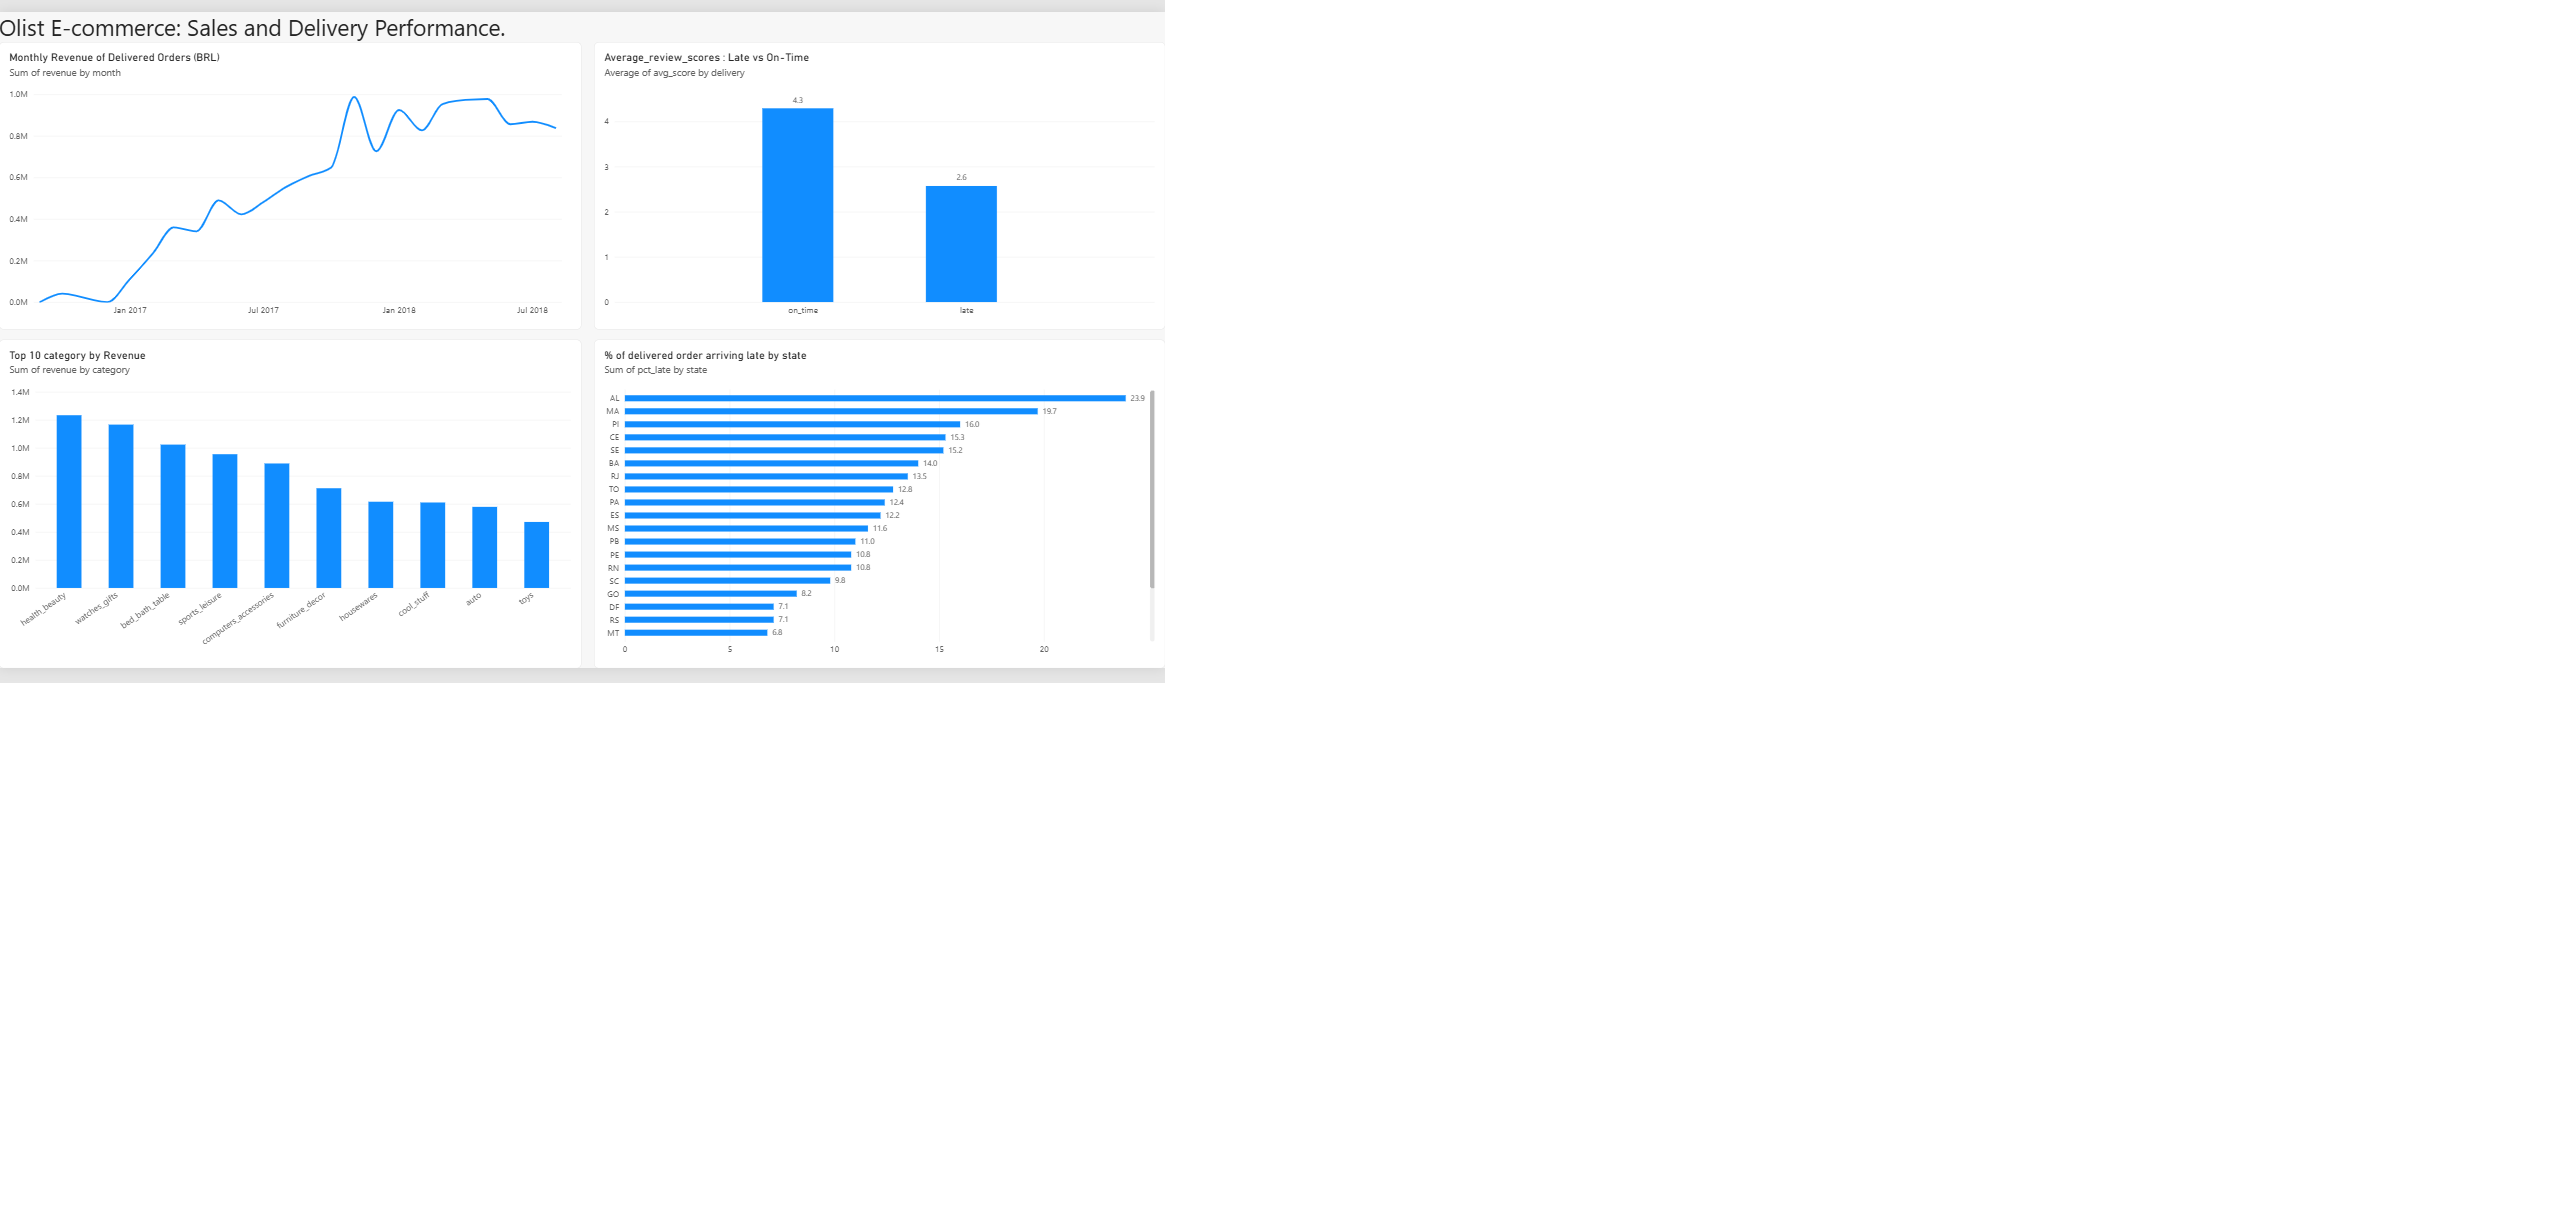 Olist E-commerce: Sales and Delivery Performance.
Monthly Revenue of Delivered Orders (BRL)
Sum of revenue by month
1.0M
0.8M
0.6M
0.4M
0.2M
0.0M
Jan 2017
Jul 2017
Jan 2018
Jul 2018
Average_review_scores : Late vs On-Time
Average of avg_score by delivery
4
3
2
1
0
4.3
2.6
on_time
late
Top 10 category by Revenue
Sum of revenue by category
1.4M
1.2M
1.0M
0.8M
0.6M
0.4M
0.2M
0.0M
health_beauty
watches_gifts
bed_bath_table
sports_leisure
computers_accessories
furniture_decor
housewares
cool_stuff
auto
toys
% of delivered order arriving late by state
Sum of pct_late by state
AL 23.9
MA 19.7
PI 16.0
CE 15.3
SE 15.2
BA 14.0
RJ 13.5
TO 12.8
PA 12.4
ES 12.2
MS 11.6
PB 11.0
PE 10.8
RN 10.8
SC 9.8
GO 8.2
DF 7.1
RS 7.1
MT 6.8
0 5 10 15 20